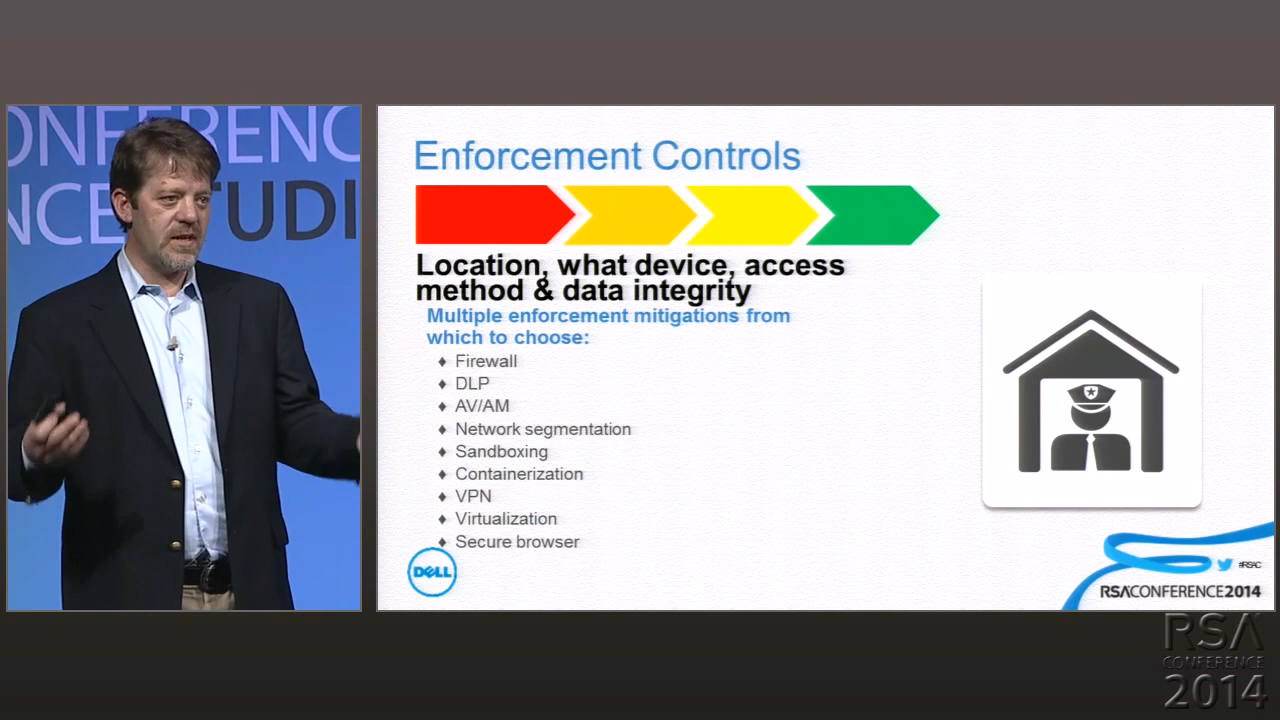 ONFERENC
NCE STUDI
Enforcement Controls
Location, what device, access
method & data integrity
Multiple enforcement mitigations from
which to choose:
♦ Firewall
♦ DLP
♦ AV/AM
♦ Network segmentation
♦ Sandboxing
♦ Containerization
♦ VPN
♦ Virtualization
♦ Secure browser
DELL
#RSAC
RSACONFERENCE2014
RSA
CONFERENCE
2014